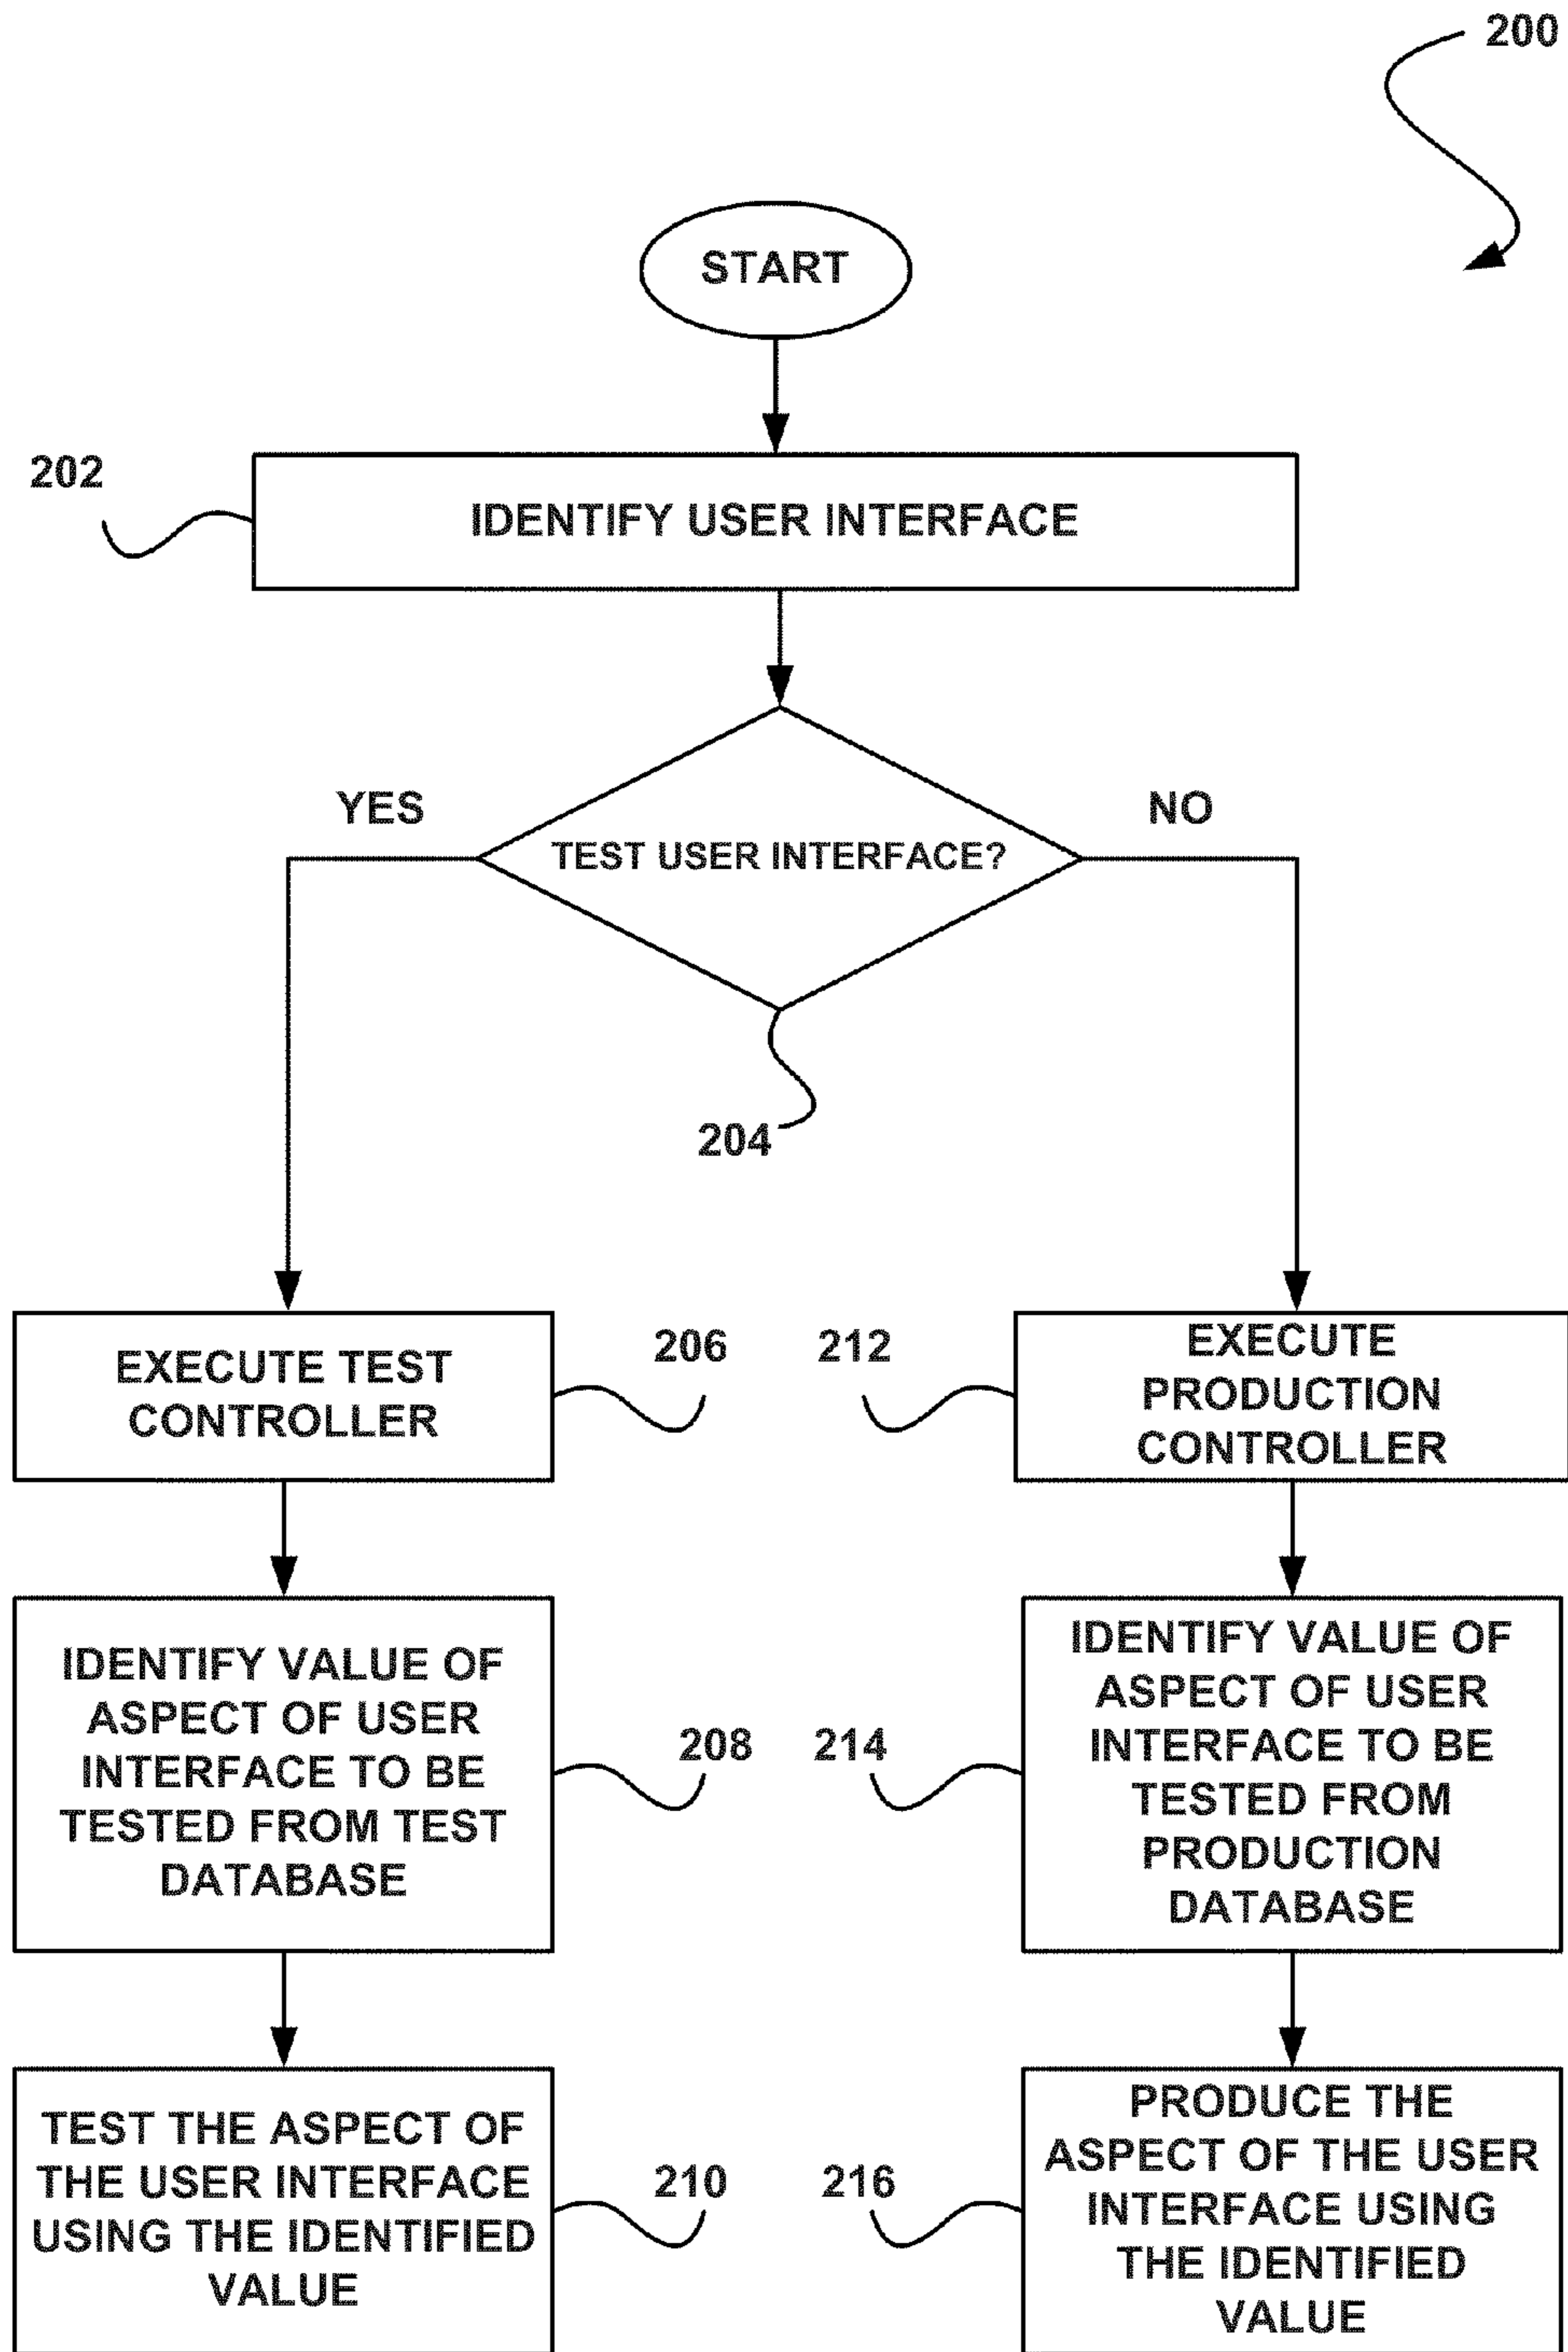 200
START
202
IDENTIFY USER INTERFACE
YES
NO
TEST USER INTERFACE?
204
EXECUTE TEST
CONTROLLER
206
212
EXECUTE
PRODUCTION
CONTROLLER
IDENTIFY VALUE OF
ASPECT OF USER
INTERFACE TO BE
TESTED FROM TEST
DATABASE
208
214
IDENTIFY VALUE OF
ASPECT OF USER
INTERFACE TO BE
TESTED FROM
PRODUCTION
DATABASE
TEST THE ASPECT OF
THE USER INTERFACE
USING THE IDENTIFIED
VALUE
210
216
PRODUCE THE
ASPECT OF THE USER
INTERFACE USING
THE IDENTIFIED
VALUE